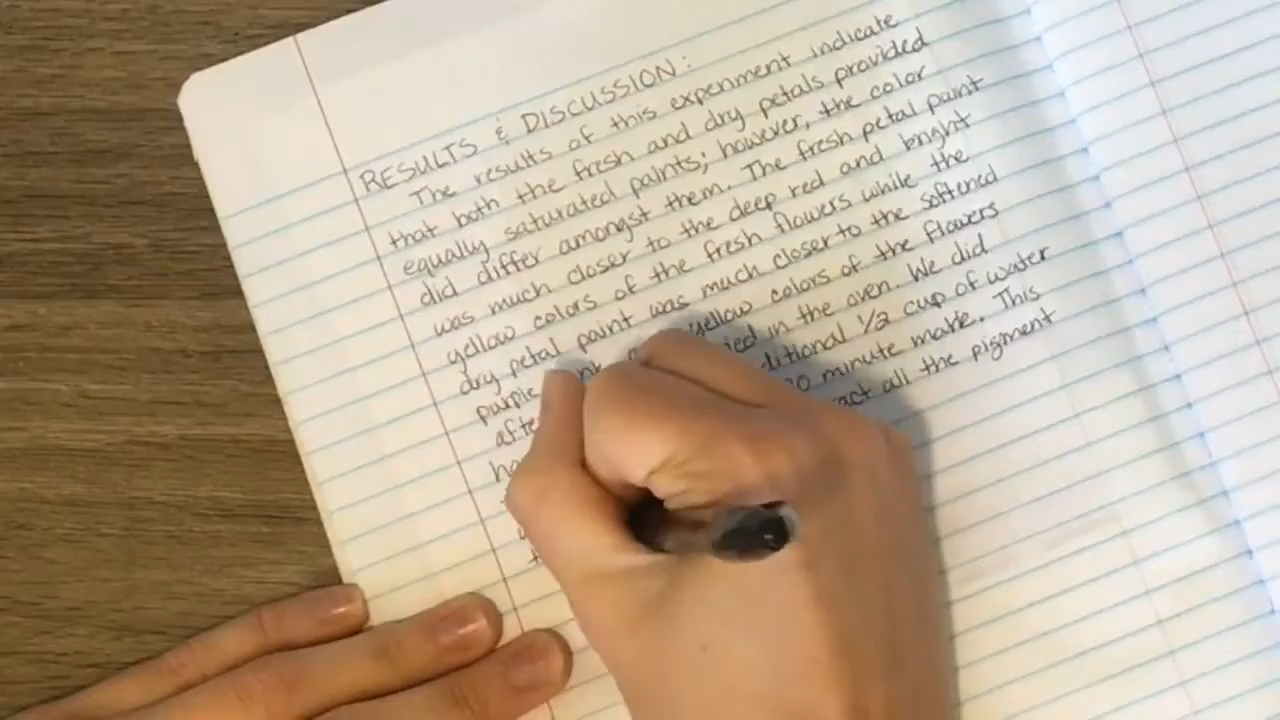 RESULTS & DISCUSSION:
The results of this experiment indicate
that both the fresh and dry petals provided
equally saturated paints; however, the color
did differ amongst them. The fresh petal paint
was much closer to the deep red and bright
yellow colors of the fresh flowers while the
dry petal paint was much closer to the softened
purple yellow colors of the flowers
in the oven. We did
1/2 cup of water
minute mark. This
all the pigment